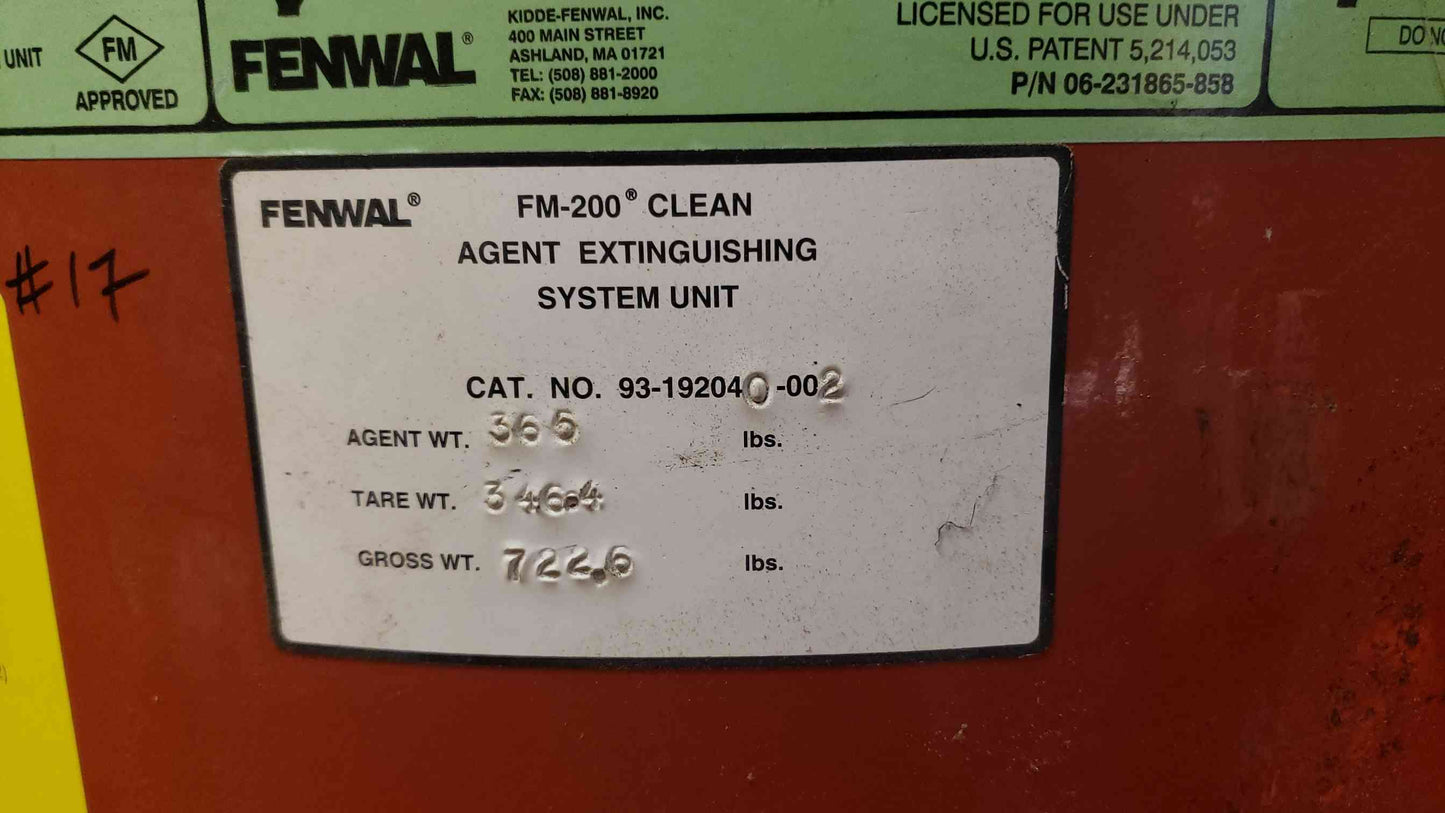 UNIT
FM
APPROVED
FENWAL®
KIDDE-FENWAL, INC.
400 MAIN STREET
ASHLAND, MA 01721
TEL: (508) 881-2000
FAX: (508) 881-8920
LICENSED FOR USE UNDER
U.S. PATENT 5,214,053
P/N 06-231865-858
DO
#17
FENWAL® FM-200® CLEAN
AGENT EXTINGUISHING
SYSTEM UNIT
CAT. NO. 93-192040-002
AGENT WT. 365 lbs.
TARE WT. 346.4 lbs.
GROSS WT. 722.6 lbs.